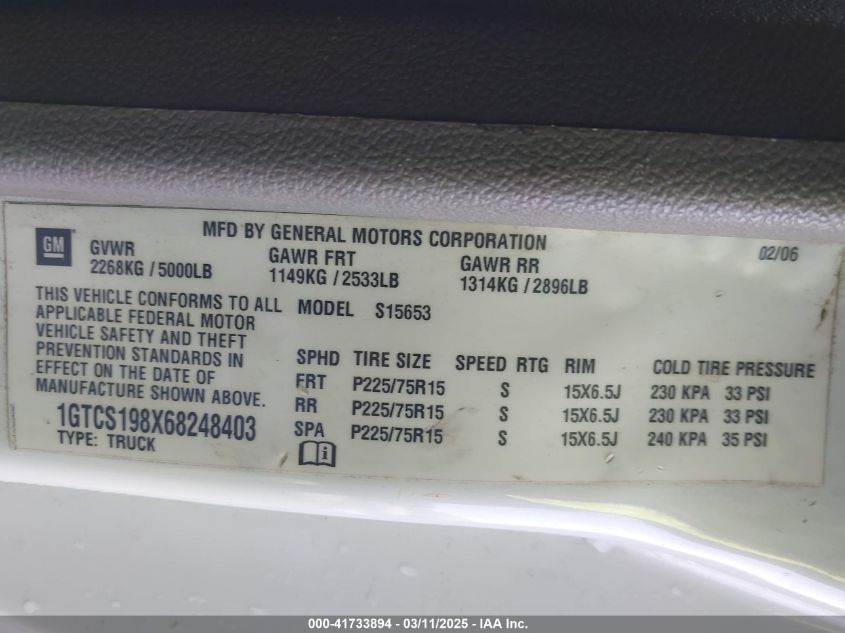 MFD BY GENERAL MOTORS CORPORATION
02/06
GM
GVWR GAWR FRT GAWR RR
2268KG / 5000LB 1149KG / 2533LB 1314KG / 2896LB
THIS VEHICLE CONFORMS TO ALL
APPLICABLE FEDERAL MOTOR
VEHICLE SAFETY AND THEFT
PREVENTION STANDARDS IN
EFFECT ON THE DATE OF
MANUFACTURE SHOWN ABOVE.
1GTCS198X68248403
TYPE: TRUCK
MODEL S15653
SPHD TIRE SIZE SPEED RTG RIM COLD TIRE PRESSURE
FRT P225/75R15 S 15X6.5J 230 KPA 33 PSI
RR P225/75R15 S 15X6.5J 230 KPA 33 PSI
SPA P225/75R15 S 15X6.5J 240 KPA 35 PSI
000-41733894 - 03/11/2025 - IAA Inc.